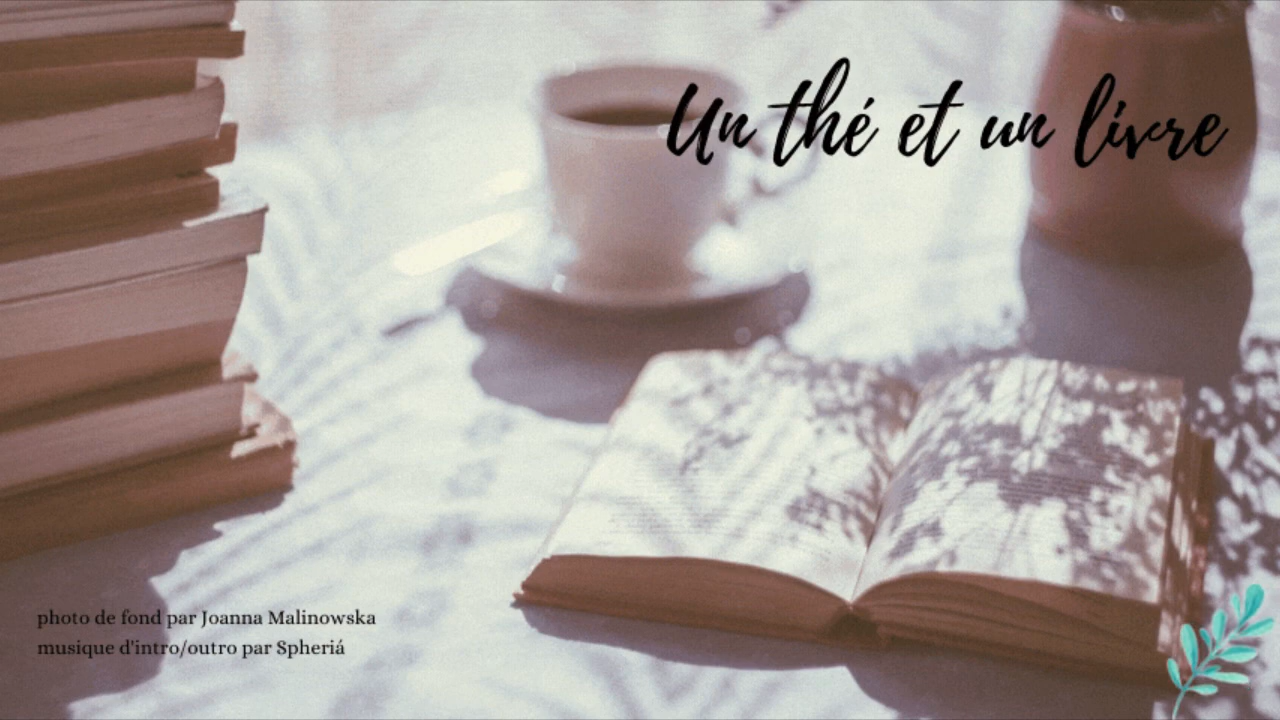 Un thé et un livre
photo de fond par Joanna Malinowska
musique d'intro/outro par Spheriá